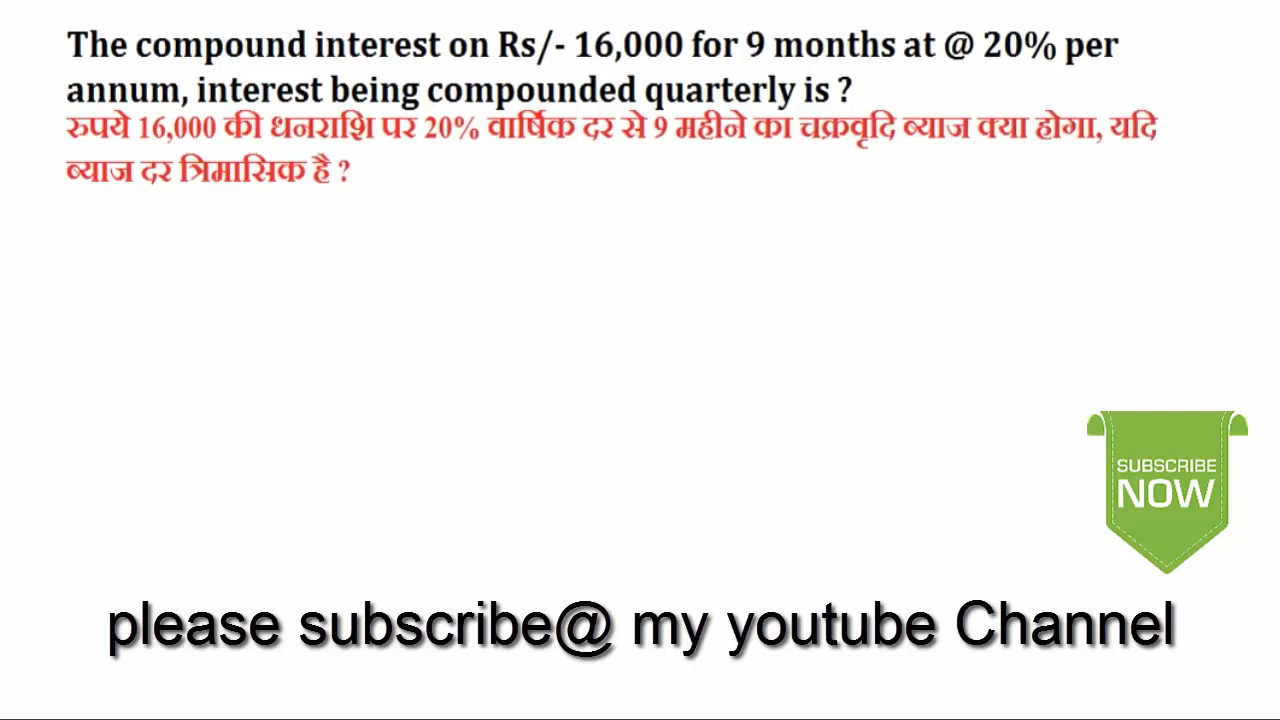 The compound interest on Rs/- 16,000 for 9 months at @ 20% per
annum, interest being compounded quarterly is ?
रुपये 16,000 की धनराशि पर 20% वार्षिक दर से 9 महीने का चक्रवृदि ब्याज क्या होगा, यदि
ब्याज दर त्रिमासिक है ?
SUBSCRIBE
NOW
please subscribe@ my youtube Channel